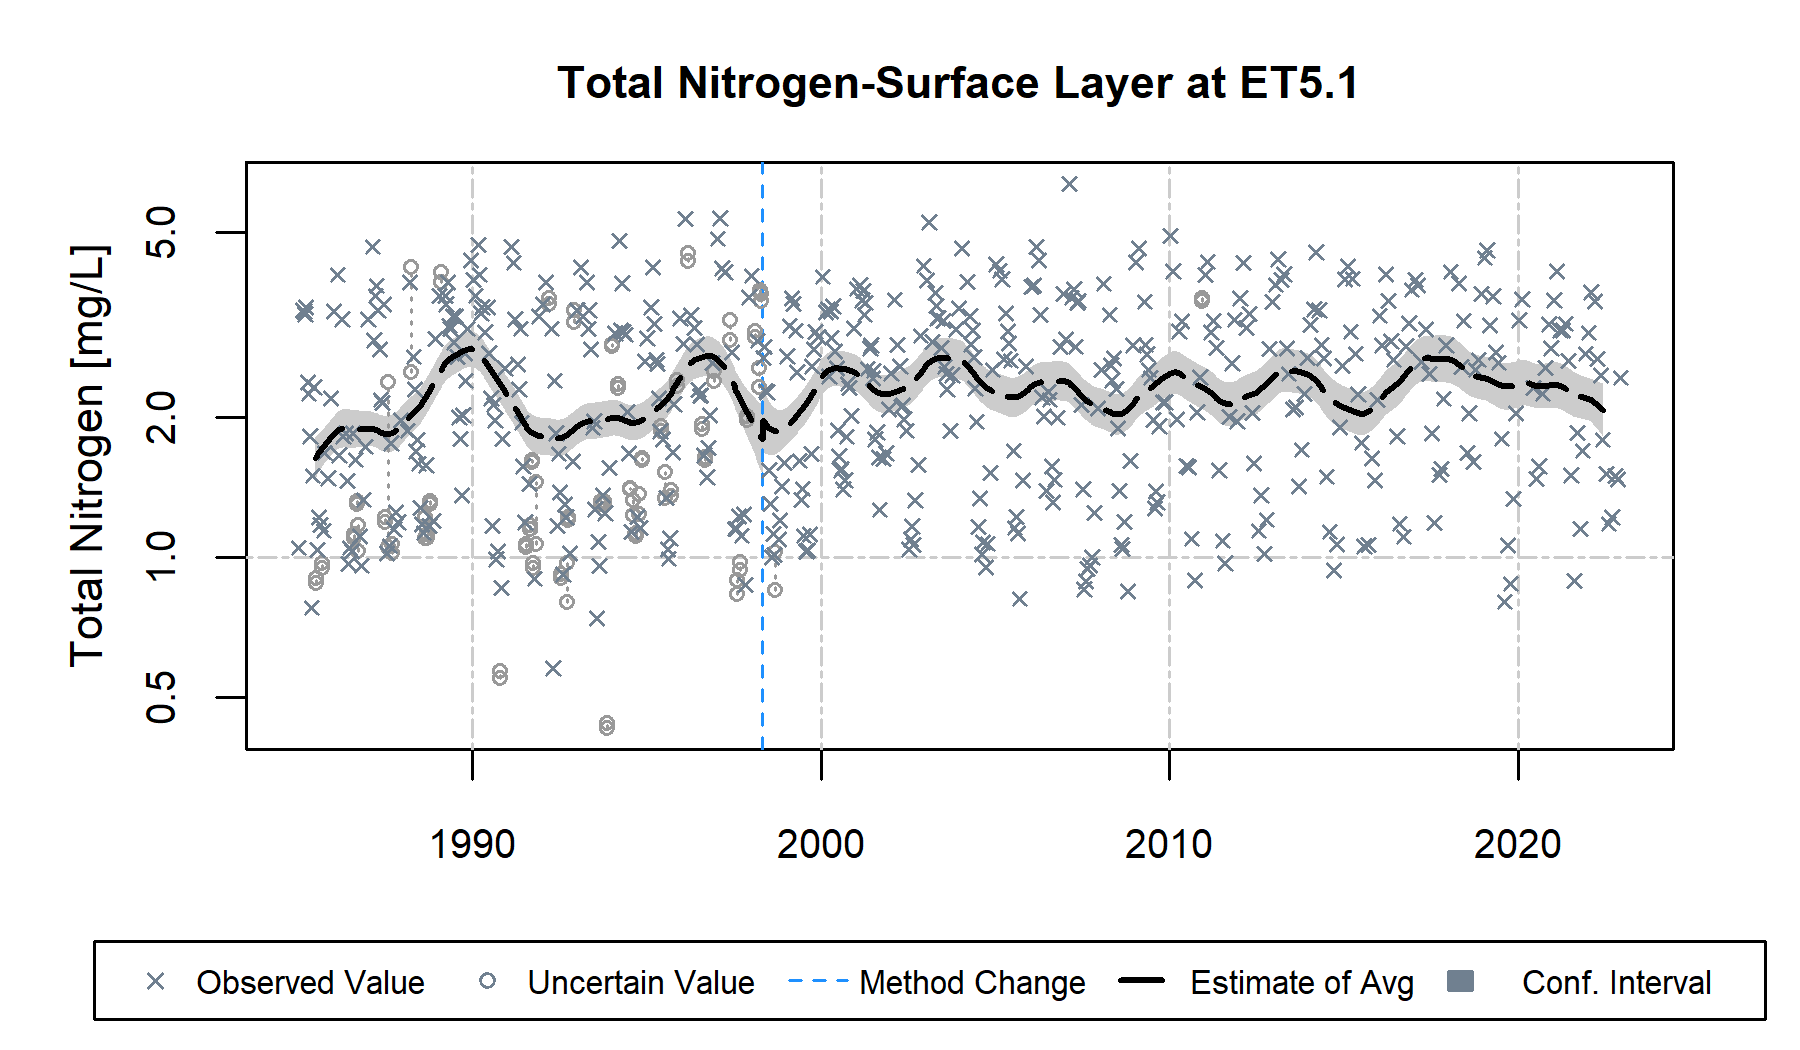 Total Nitrogen-Surface Layer at ET5.1
Total Nitrogen [mg/L]
5.0
2.0
1.0
0.5
1990 2000 2010 2020
Observed Value Uncertain Value Method Change Estimate of Avg Conf. Interval